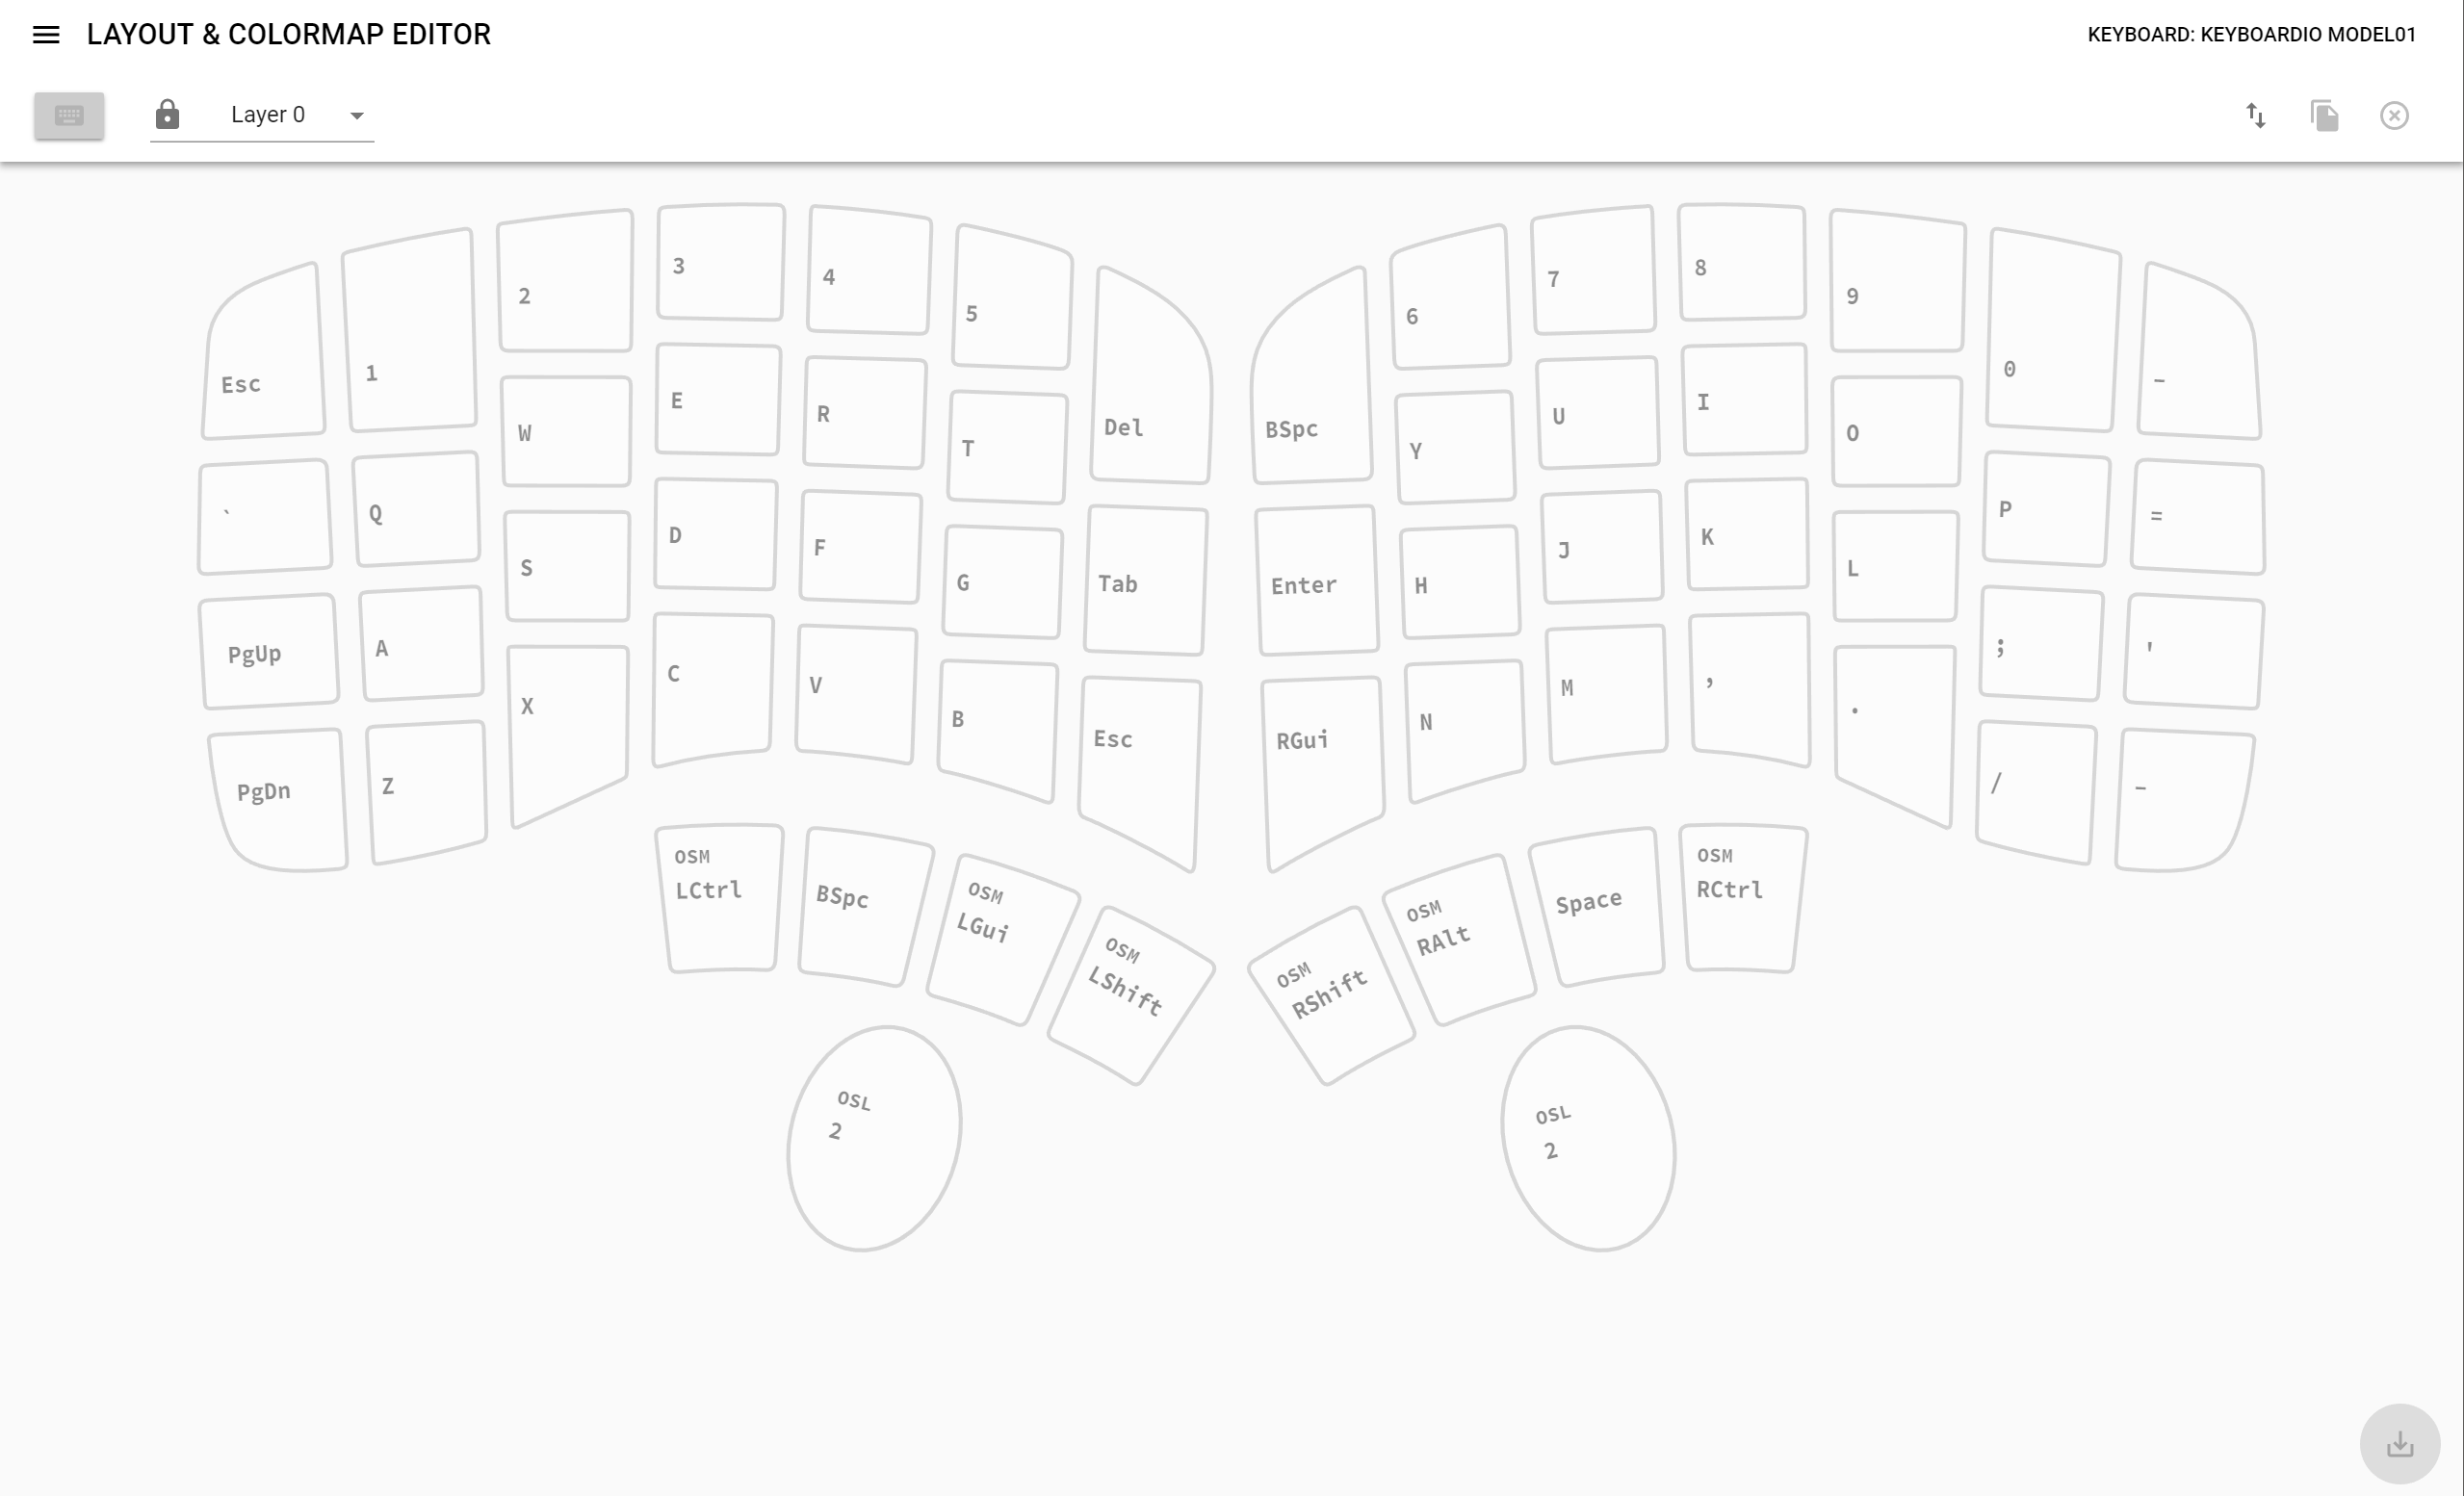 LAYOUT & COLORMAP EDITOR
KEYBOARD: KEYBOARDIO MODEL01
Layer 0
Esc 1 2 3 4 5 Del BSpc 6 7 8 9 0 -
` Q W E R T Tab Enter Y U I O P =
PgUp A S D F G H J K L ; '
PgDn Z X C V B Esc RGui N M , . / -
OSM LCtrl
BSpc
OSM LGui
OSM LShift
OSM RShift
OSM RAlt
Space
OSM RCtrl
OSL 2
OSL 2